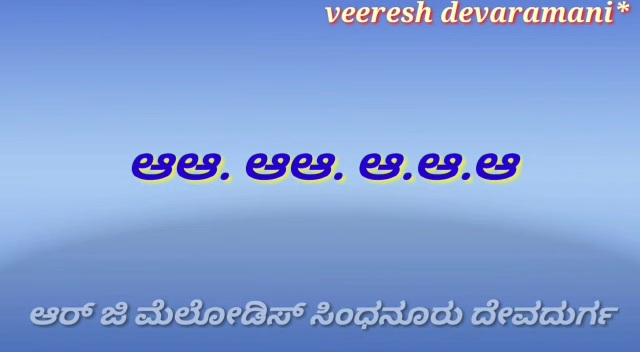 veeresh devaramani*
ಆಆ. ಆಆ. ಆ.ಆ.ಆ
ಆರ್ ಜಿ ಮೆಲೋಡಿಸ್ ಸಿಂಧನೂರು ದೇವದುರ್ಗ